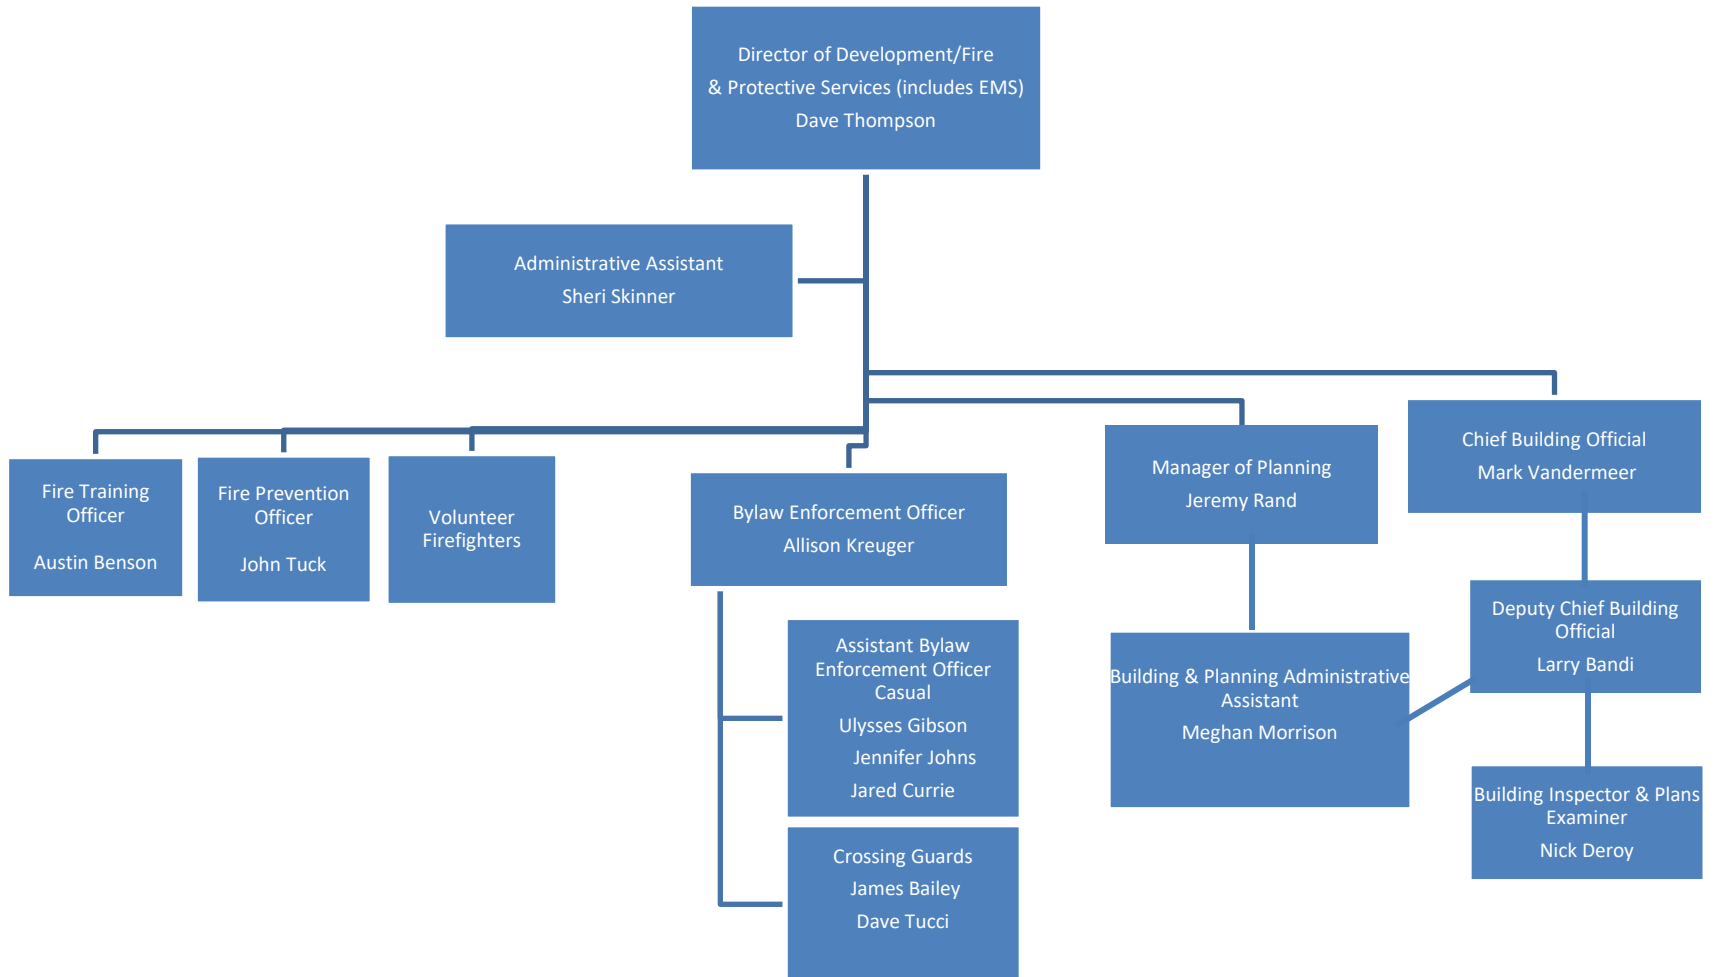 Director of Development/Fire
& Protective Services (includes EMS)
Dave Thompson
Administrative Assistant
Sheri Skinner
Fire Training
Officer
Austin Benson
Fire Prevention
Officer
John Tuck
Volunteer
Firefighters
Bylaw Enforcement Officer
Allison Kreuger
Assistant Bylaw
Enforcement Officer
Casual
Ulysses Gibson
Jennifer Johns
Jared Currie
Crossing Guards
James Bailey
Dave Tucci
Manager of Planning
Jeremy Rand
Building & Planning Administrative
Assistant
Meghan Morrison
Chief Building Official
Mark Vandermeer
Deputy Chief Building
Official
Larry Bandi
Building Inspector & Plans
Examiner
Nick Deroy